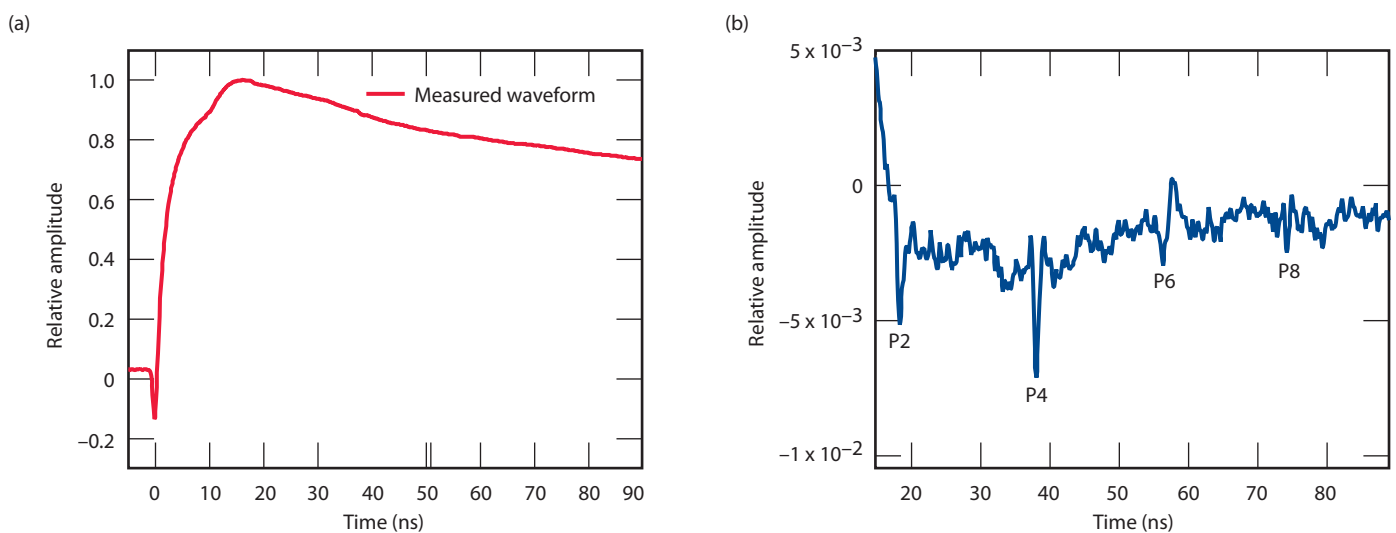 (a)
Relative amplitude
1.0
0.8
0.6
0.4
0.2
0
–0.2
Measured waveform
0 10 20 30 40 50 60 70 80 90
Time (ns)
(b)
Relative amplitude
5 x 10–3
0
–5 x 10–3
–1 x 10–2
P2
P4
P6
P8
20 30 40 50 60 70 80
Time (ns)